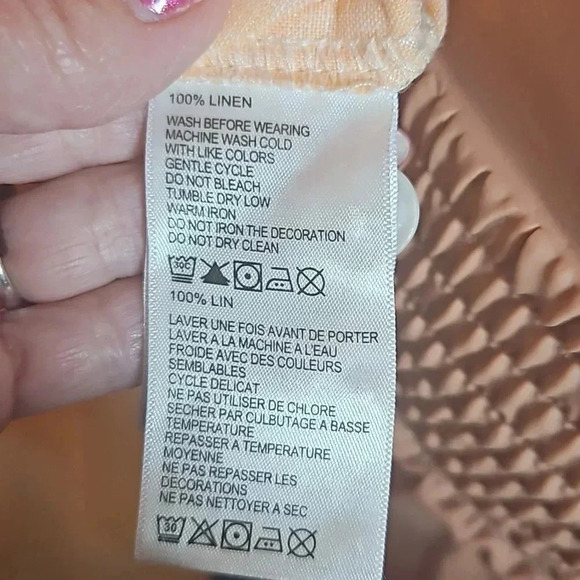 100% LINEN
WASH BEFORE WEARING
MACHINE WASH COLD
WITH LIKE COLORS
GENTLE CYCLE
DO NOT BLEACH
TUMBLE DRY LOW
WARM IRON
DO NOT IRON THE DECORATION
DO NOT DRY CLEAN
30C
100% LIN
LAVER UNE FOIS AVANT DE PORTER
LAVER A LA MACHINE A L'EAU
FROIDE AVEC DES COULEURS
SEMBLABLES
CYCLE DELICAT
NE PAS UTILISER DE CHLORE
SECHER PAR CULBUTAGE A BASSE
TEMPERATURE
REPASSER A TEMPERATURE
MOYENNE
NE PAS REPASSER LES
DECORATIONS
NE PAS NETTOYER A SEC
30